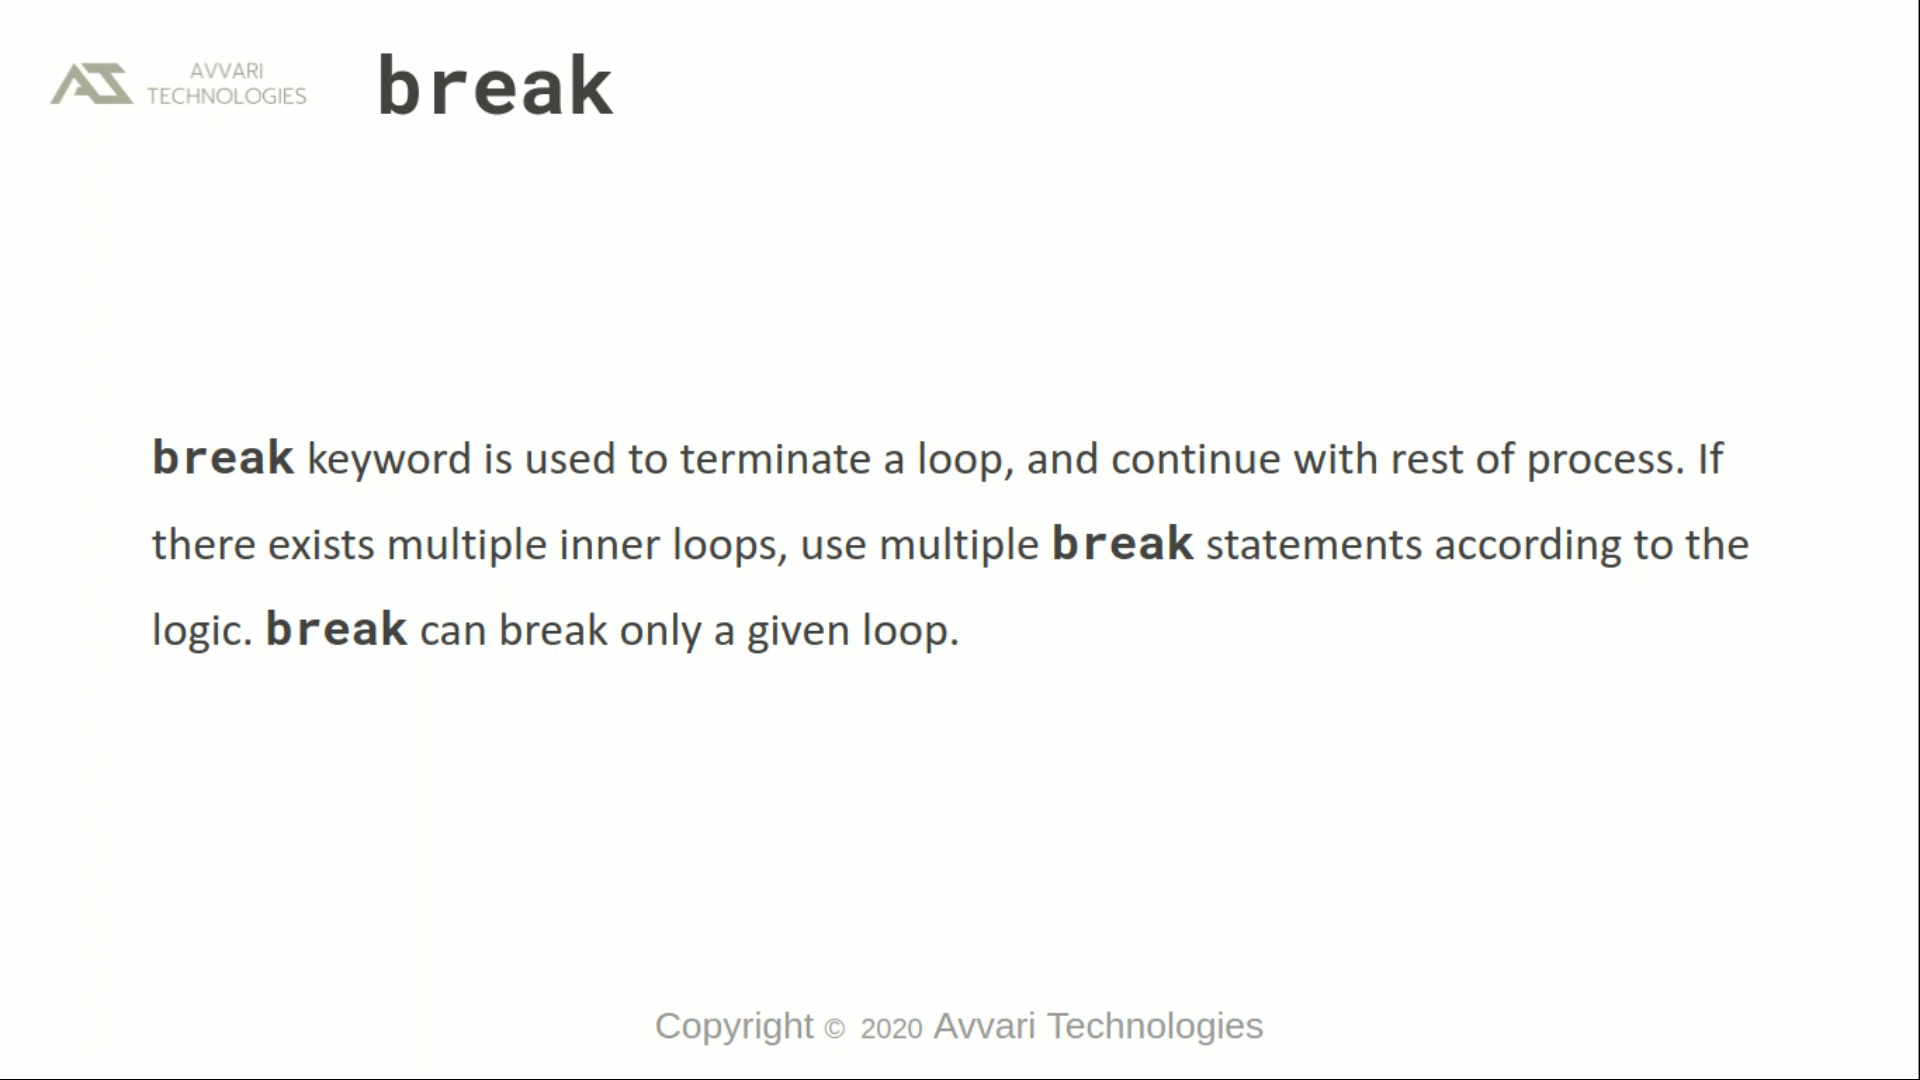 AVVARI
TECHNOLOGIES
break
break keyword is used to terminate a loop, and continue with rest of process. If
there exists multiple inner loops, use multiple break statements according to the
logic. break can break only a given loop.
Copyright © 2020 Avvari Technologies